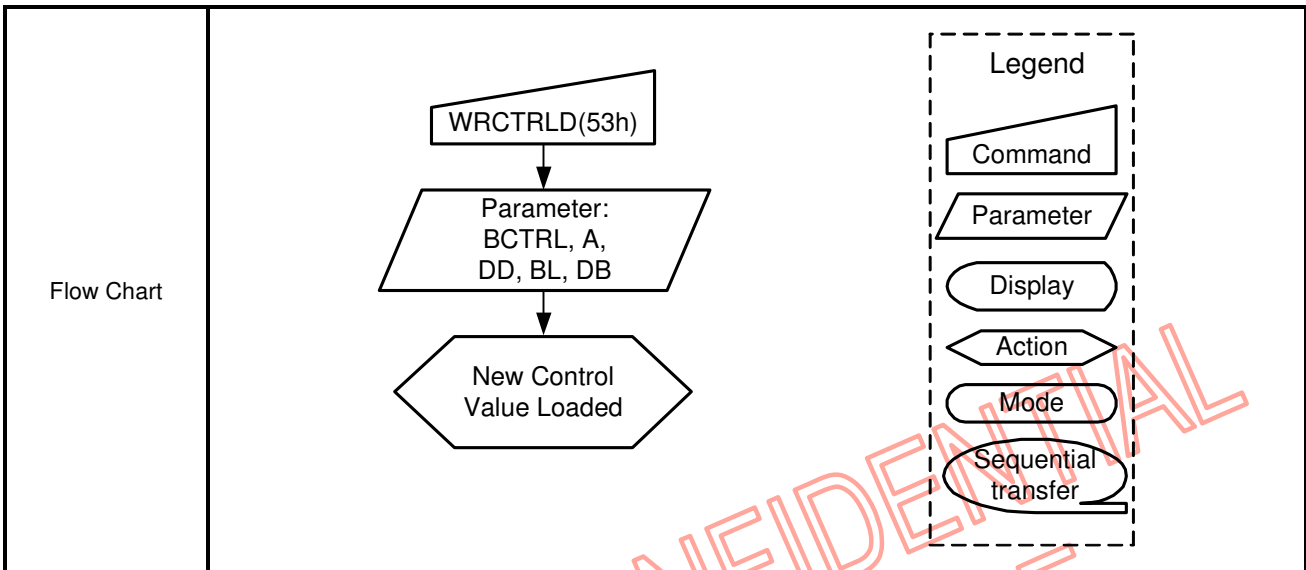 Flow Chart
WRCTRLD(53h)
Parameter:
BCTRL, A,
DD, BL, DB
New Control
Value Loaded
Legend
Command
Parameter
Display
Action
Mode
Sequential
transfer